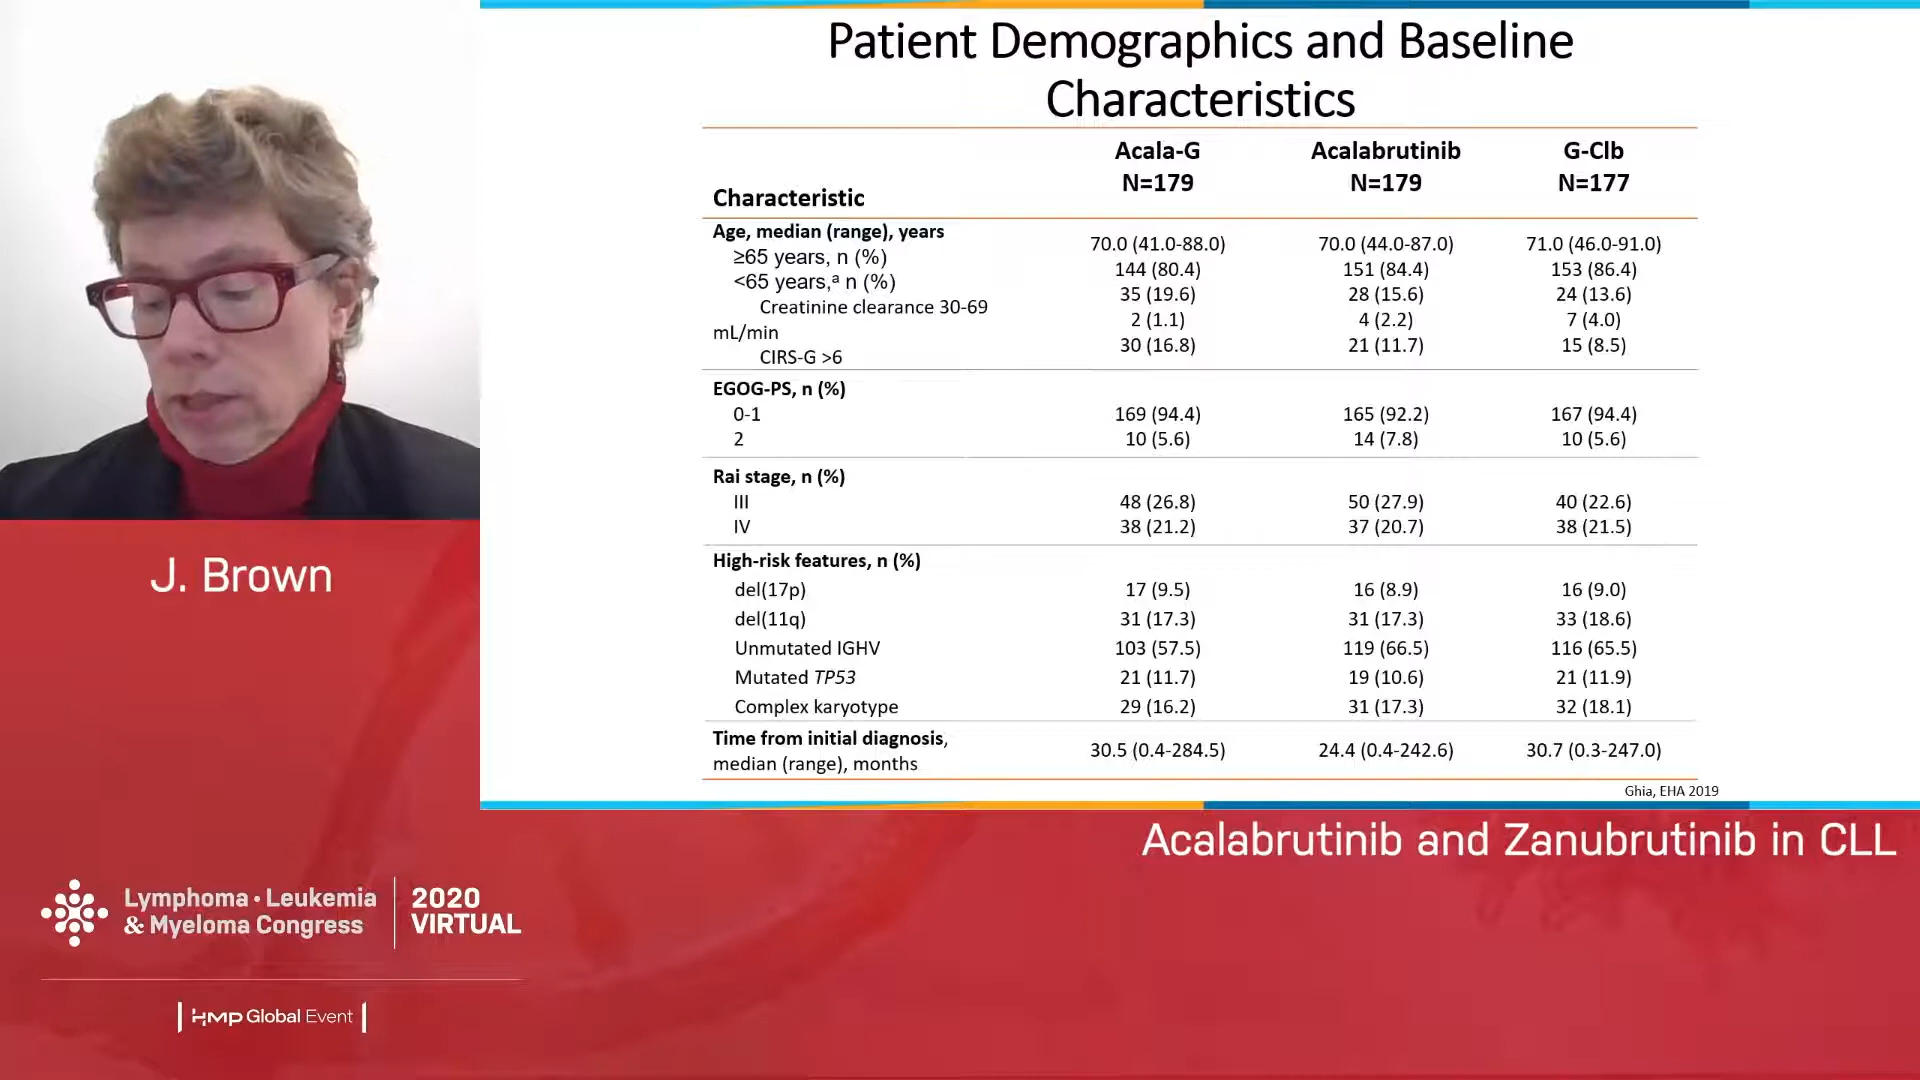 Patient Demographics and Baseline
Characteristics
Characteristic
Acala-G
N=179
Acalabrutinib
N=179
G-Clb
N=177
Age, median (range), years 70.0 (41.0-88.0) 70.0 (44.0-87.0) 71.0 (46.0-91.0)
≥65 years, n (%) 144 (80.4) 151 (84.4) 153 (86.4)
<65 years,ᵃ n (%) 35 (19.6) 28 (15.6) 24 (13.6)
Creatinine clearance 30-69
mL/min 2 (1.1) 4 (2.2) 7 (4.0)
CIRS-G >6 30 (16.8) 21 (11.7) 15 (8.5)
EGOG-PS, n (%)
0-1 169 (94.4) 165 (92.2) 167 (94.4)
2 10 (5.6) 14 (7.8) 10 (5.6)
Rai stage, n (%)
III 48 (26.8) 50 (27.9) 40 (22.6)
IV 38 (21.2) 37 (20.7) 38 (21.5)
High-risk features, n (%)
del(17p) 17 (9.5) 16 (8.9) 16 (9.0)
del(11q) 31 (17.3) 31 (17.3) 33 (18.6)
Unmutated IGHV 103 (57.5) 119 (66.5) 116 (65.5)
Mutated TP53 21 (11.7) 19 (10.6) 21 (11.9)
Complex karyotype 29 (16.2) 31 (17.3) 32 (18.1)
Time from initial diagnosis,
median (range), months 30.5 (0.4-284.5) 24.4 (0.4-242.6) 30.7 (0.3-247.0)
Ghia, EHA 2019
J. Brown
Acalabrutinib and Zanubrutinib in CLL
Lymphoma • Leukemia
& Myeloma Congress
2020
VIRTUAL
HMP Global Event